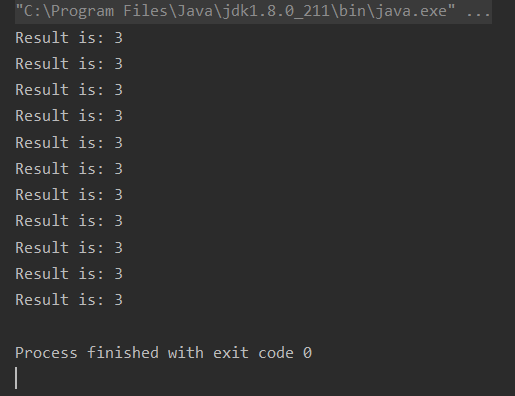 "C:\Program Files\Java\jdk1.8.0_211\bin\java.exe" ...
Result is: 3
Result is: 3
Result is: 3
Result is: 3
Result is: 3
Result is: 3
Result is: 3
Result is: 3
Result is: 3
Result is: 3
Result is: 3
Process finished with exit code 0